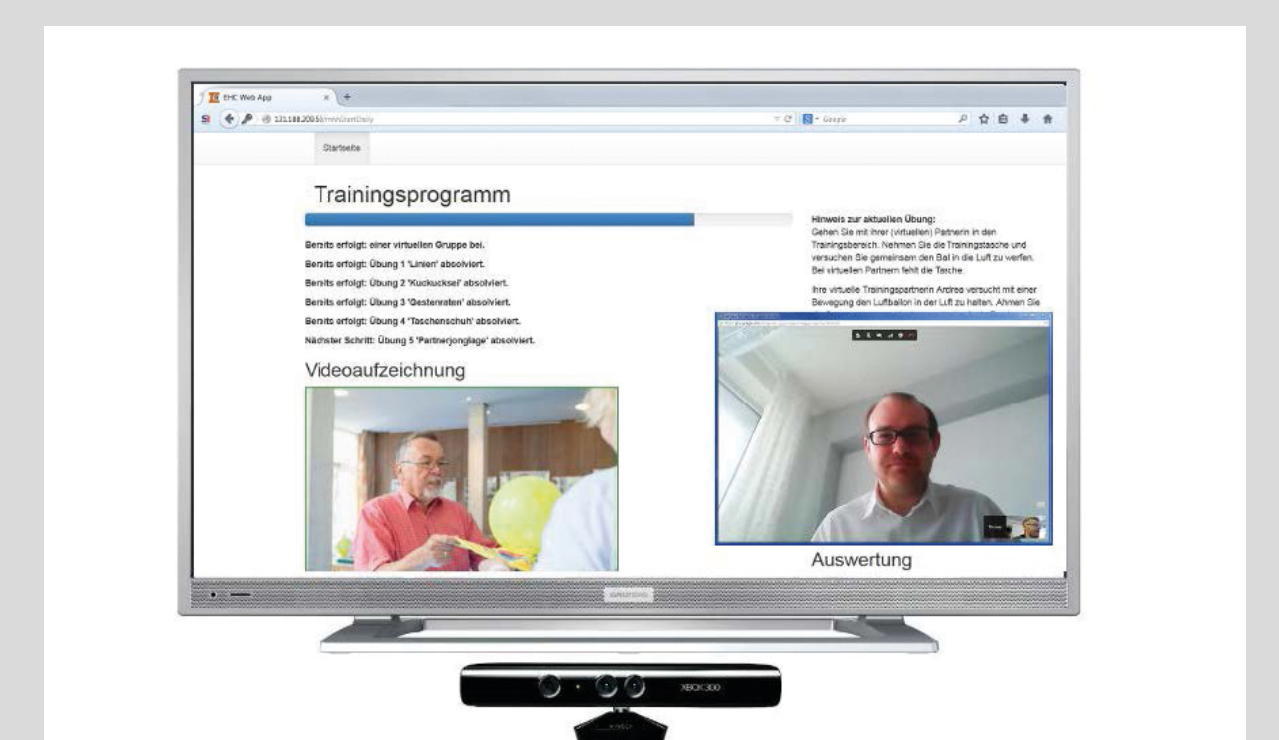 EHC Web App
Google
Startseite
Trainingsprogramm
Bereits erfolgt: einer virtuellen Gruppe bei.
Bereits erfolgt: Übung 1 'Linien' absolviert.
Bereits erfolgt: Übung 2 'Kuckucksei' absolviert.
Bereits erfolgt: Übung 3 'Gestenraten' absolviert.
Bereits erfolgt: Übung 4 'Taschenschuh' absolviert.
Nächster Schritt: Übung 5 'Partnerjonglage' absolviert.
Videoaufzeichnung
Hinweis zur aktuellen Übung:
Gehen Sie mit Ihrer (virtuellen) Partnerin in den
Trainingsbereich. Nehmen Sie die Trainingstasche und
versuchen Sie gemeinsam den Ball in die Luft zu werfen.
Bei virtuellen Partnern fehlt die Tasche.
Ihre virtuelle Trainingspartnerin Andrea versucht mit einer
Bewegung den Luftballon in der Luft zu halten. Ahmen Sie
Auswertung
GRUNDIG
XBOX 360